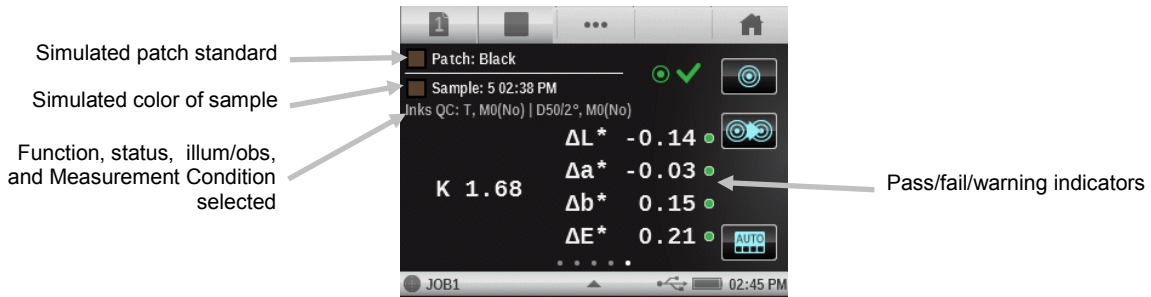 Simulated patch standard
Simulated color of sample
Function, status, illum/obs,
and Measurement Condition
selected
1
Patch: Black
Sample: 5 02:38 PM
Inks QC: T, M0(No) | D50/2°, M0(No)
K 1.68
ΔL* -0.14
Δa* -0.03
Δb* 0.15
ΔE* 0.21
AUTO
JOB1
02:45 PM
Pass/fail/warning indicators